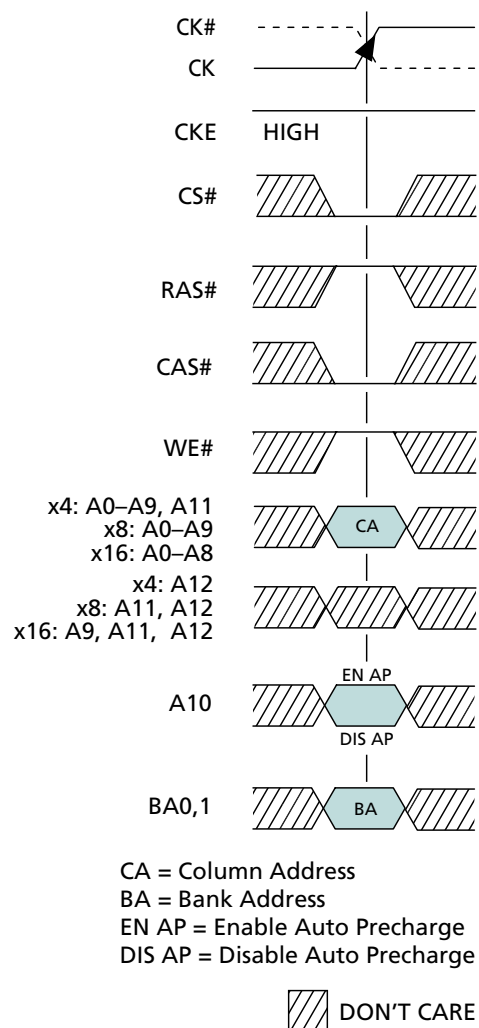 CK#
CK
CKE HIGH
CS#
RAS#
CAS#
WE#
x4: A0–A9, A11
x8: A0–A9
x16: A0–A8
CA
x4: A12
x8: A11, A12
x16: A9, A11, A12
EN AP
A10
DIS AP
BA0,1
BA
CA = Column Address
BA = Bank Address
EN AP = Enable Auto Precharge
DIS AP = Disable Auto Precharge
DON'T CARE